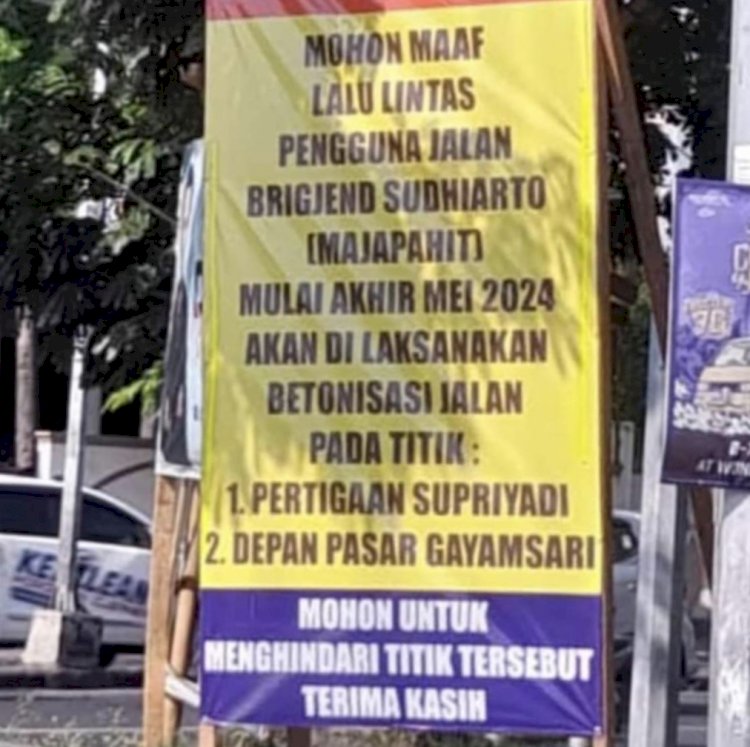 MOHON MAAF
LALU LINTAS
PENGGUNA JALAN
BRIGJEND SUDHIARTO
(MAJAPAHIT)
MULAI AKHIR MEI 2024
AKAN DI LAKSANAKAN
BETONISASI JALAN
PADA TITIK :
1. PERTIGAAN SUPRIYADI
2. DEPAN PASAR GAYAMSARI
MOHON UNTUK
MENGHINDARI TITIK TERSEBUT
TERIMA KASIH